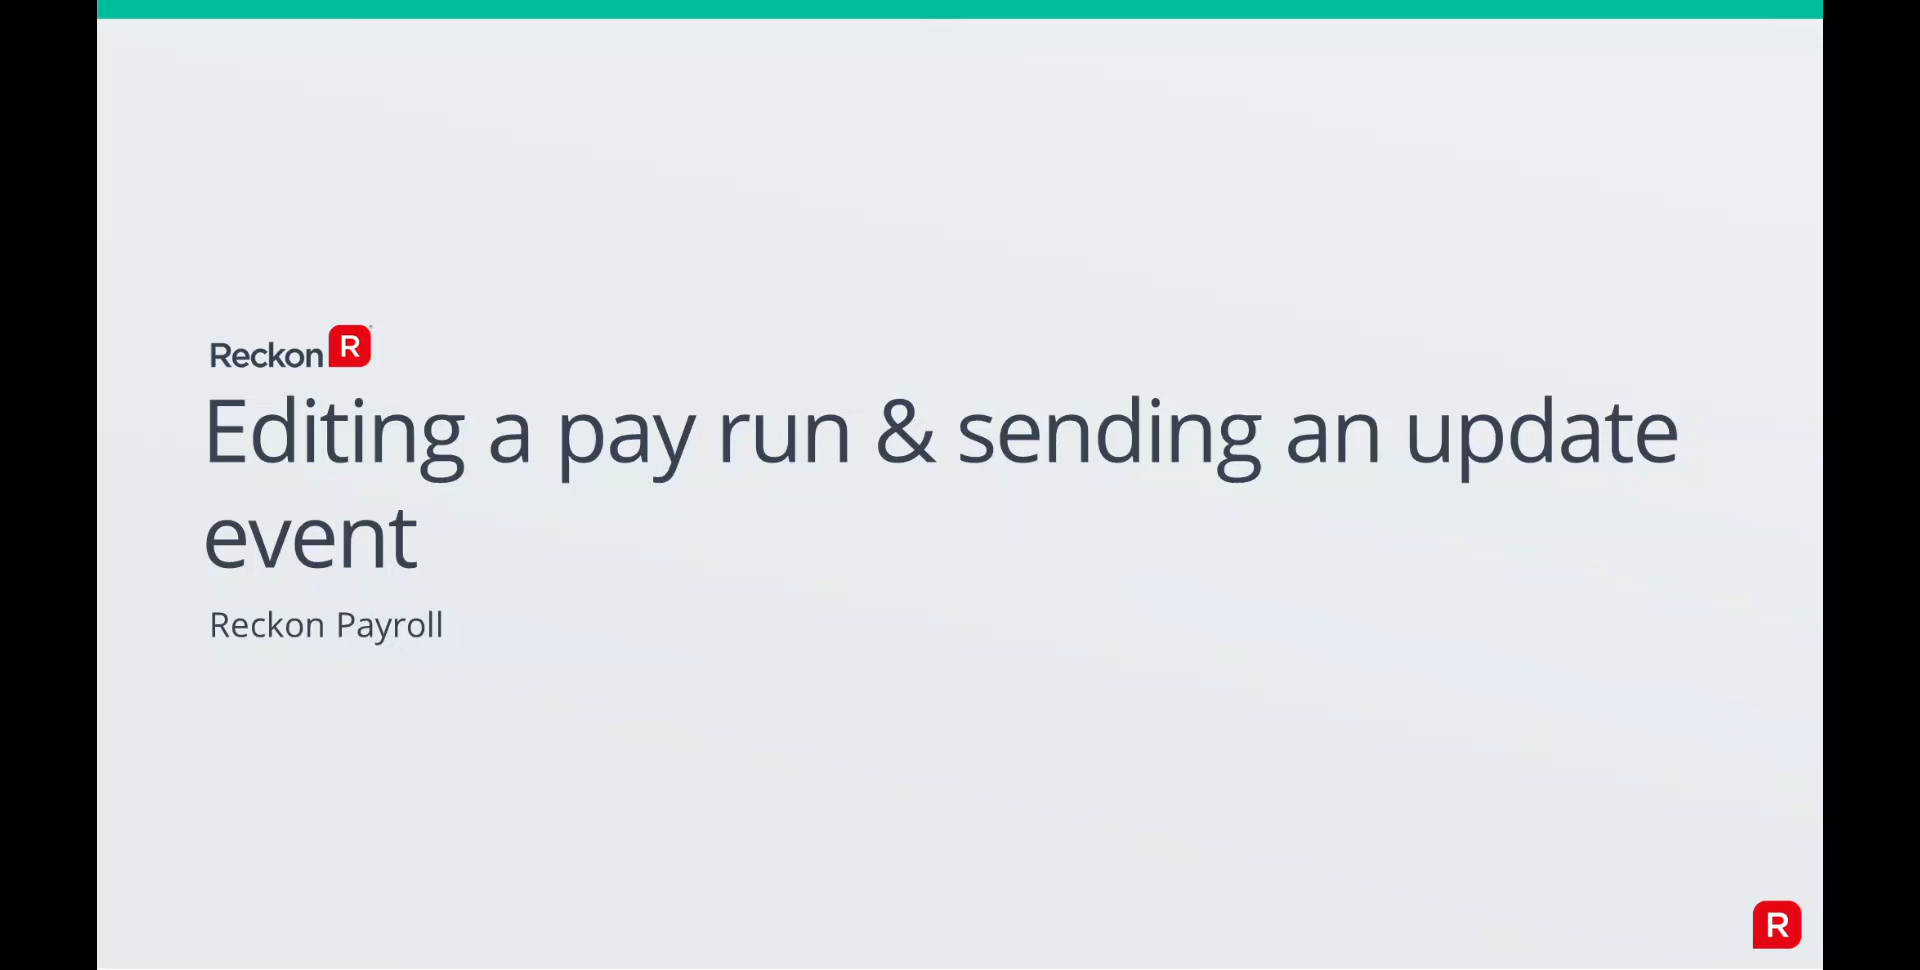 Reckon R
Editing a pay run & sending an update
event
Reckon Payroll
R